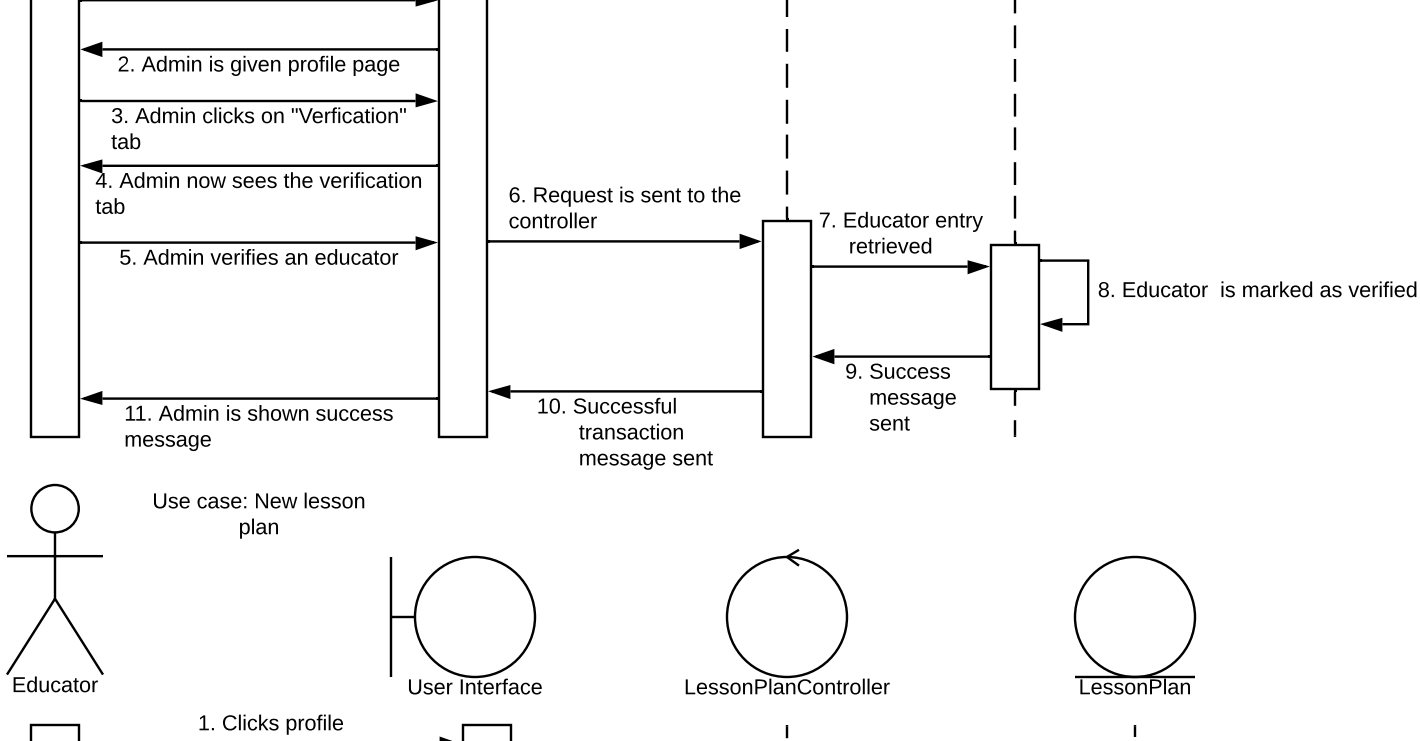 2. Admin is given profile page
3. Admin clicks on "Verfication"
tab
4. Admin now sees the verification
tab
5. Admin verifies an educator
6. Request is sent to the
controller
7. Educator entry
retrieved
8. Educator  is marked as verified
9. Success
message
sent
10. Successful
transaction
message sent
11. Admin is shown success
message
Use case: New lesson
plan
Educator
User Interface
LessonPlanController
LessonPlan
1. Clicks profile